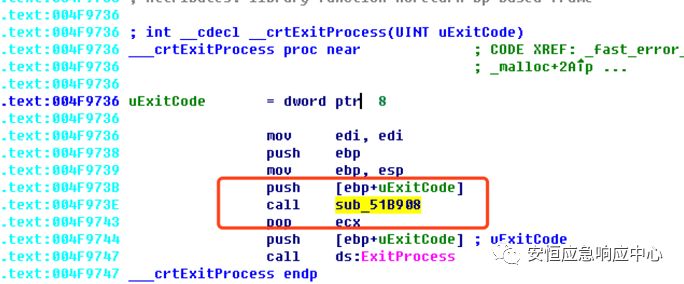 .text:004F9736 ; Attributes: library function noreturn bp-based frame
.text:004F9736
.text:004F9736 ; int __cdecl __crtExitProcess(UINT uExitCode)
.text:004F9736 ___crtExitProcess proc near ; CODE XREF: _fast_error_
.text:004F9736 ; _malloc+2A↑p ...
.text:004F9736
.text:004F9736 uExitCode = dword ptr 8
.text:004F9736
.text:004F9736 mov edi, edi
.text:004F9738 push ebp
.text:004F9739 mov ebp, esp
.text:004F973B push [ebp+uExitCode]
.text:004F973E call sub_51B908
.text:004F9743 pop ecx
.text:004F9744 push [ebp+uExitCode] ; uExitCode
.text:004F9747 call ds:ExitProcess
.text:004F9747 ___crtExitProcess endp
安恒应急响应中心